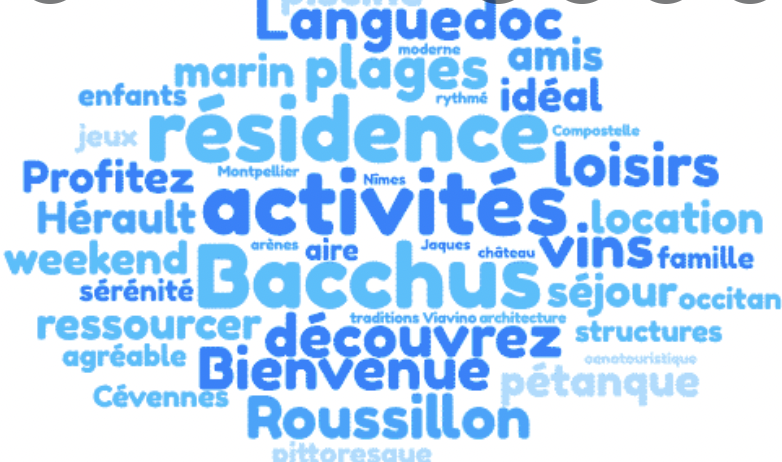 piscine
Languedoc
moderne
amis
marin plages
enfants
rythmé
idéal
jeux
résidence
Compostelle
loisirs
Profitez
Montpellier
Nîmes
Hérault
activités
.location
weekend
arènes
aire
Jaques
château
vins
famille
sérénité
Bacchus
séjour
occitan
ressourcer
traditions Viavino architecture
découvrez
structures
agréable
Bienvenue
oenotouristique
pétanque
Cévennes
Roussillon
pittoresque